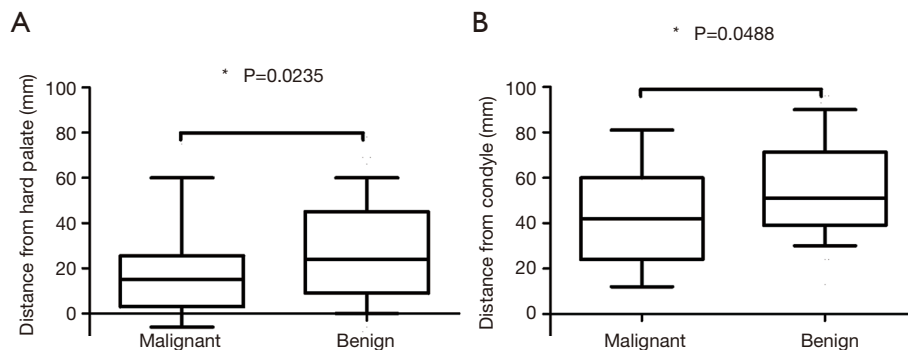 A
* P=0.0235
Distance from hard palate (mm)
100
80
60
40
20
0
Malignant Benign
B
* P=0.0488
Distance from condyle (mm)
100
80
60
40
20
0
Malignant Benign